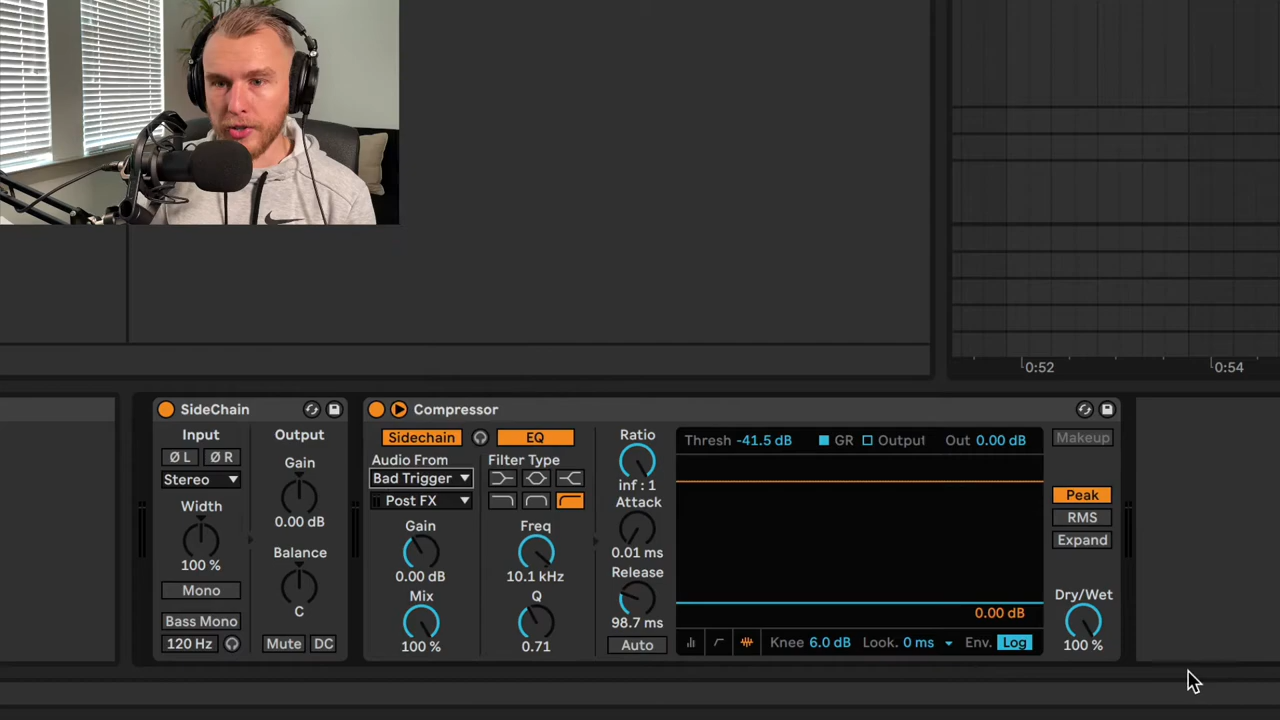 0:52
0:54
SideChain
Input
Ø L
Ø R
Stereo
Width
100 %
Mono
Bass Mono
120 Hz
Output
Gain
0.00 dB
Balance
C
Mute
DC
Compressor
Sidechain
EQ
Audio From
Bad Trigger
Post FX
Gain
0.00 dB
Mix
100 %
Filter Type
Freq
10.1 kHz
Q
0.71
Ratio
inf : 1
Attack
0.01 ms
Release
98.7 ms
Auto
Thresh -41.5 dB
GR
Output
Out 0.00 dB
0.00 dB
Knee 6.0 dB
Look. 0 ms
Env.
Log
Makeup
Peak
RMS
Expand
Dry/Wet
100 %